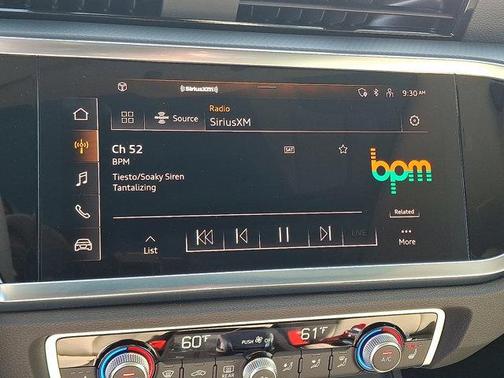 SiriusXM
9:30 AM
Radio
Source
SiriusXM
Ch 52
SAT
BPM
Tiesto/Soaky Siren
Tantalizing
bpm
Related
List
LIVE
More
60°F
PUSH
61°F
REAR
A/C